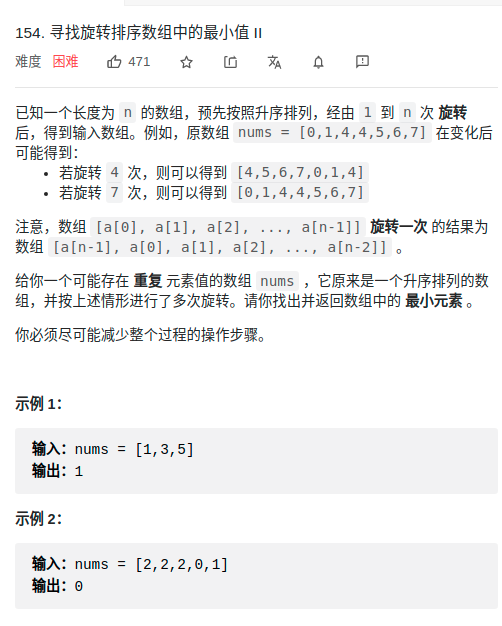 154. 寻找旋转排序数组中的最小值 II
难度 困难 471
已知一个长度为 n 的数组，预先按照升序排列，经由 1 到 n 次 旋转
后，得到输入数组。例如，原数组 nums = [0,1,4,4,5,6,7] 在变化后
可能得到：
• 若旋转 4 次，则可以得到 [4,5,6,7,0,1,4]
• 若旋转 7 次，则可以得到 [0,1,4,4,5,6,7]
注意，数组 [a[0], a[1], a[2], ..., a[n-1]] 旋转一次 的结果为
数组 [a[n-1], a[0], a[1], a[2], ..., a[n-2]] 。
给你一个可能存在 重复 元素值的数组 nums ，它原来是一个升序排列的数
组，并按上述情形进行了多次旋转。请你找出并返回数组中的 最小元素 。
你必须尽可能减少整个过程的操作步骤。
示例 1：
输入：nums = [1,3,5]
输出：1
示例 2：
输入：nums = [2,2,2,0,1]
输出：0